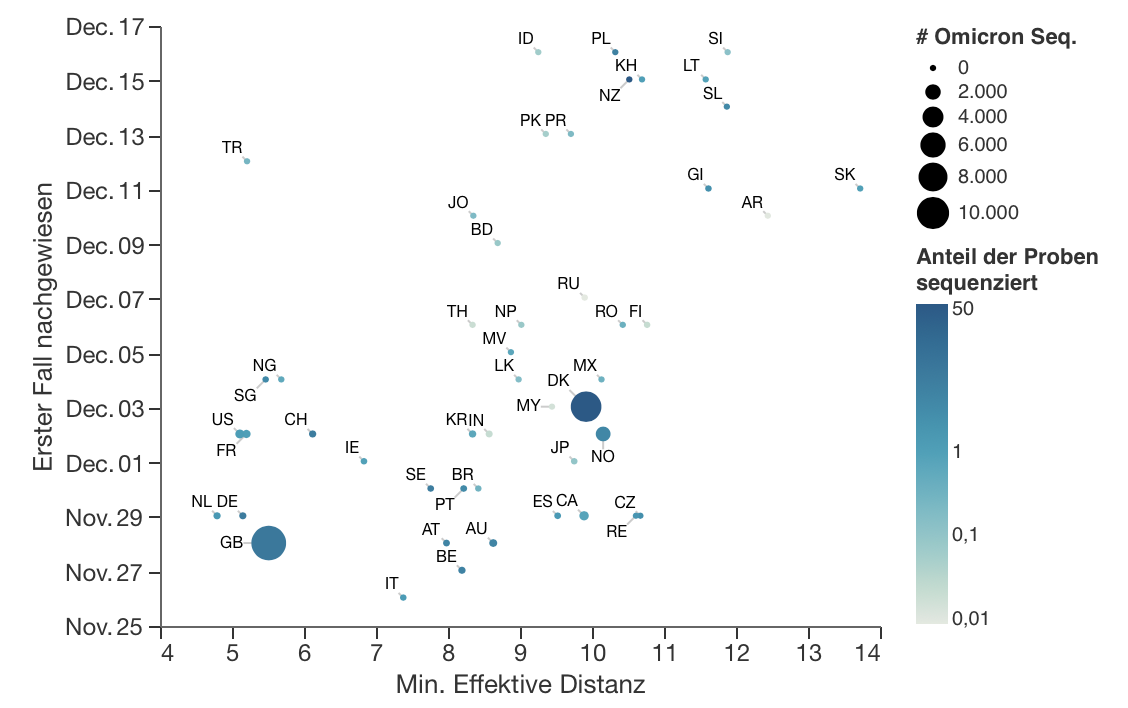 Dec. 17
Dec. 15
Dec. 13
Dec. 11
Dec. 09
Dec. 07
Dec. 05
Dec. 03
Dec. 01
Nov. 29
Nov. 27
Nov. 25
Erster Fall nachgewiesen
4 5 6 7 8 9 10 11 12 13 14
Min. Effektive Distanz
ID PL SI
KH LT
NZ SL
PK PR
TR
GI SK
JO AR
BD
RU
TH NP RO FI
MV
NG LK MX
SG DK
MY
US CH KR IN
FR IE JP NO
SE BR
PT
NL DE ES CA CZ
RE
GB AT AU
BE
IT
# Omicron Seq.
0
2.000
4.000
6.000
8.000
10.000
Anteil der Proben
sequenziert
50
1
0,1
0,01